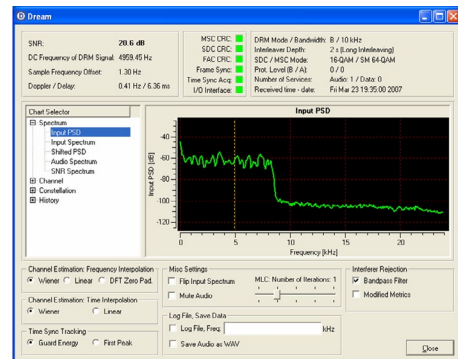 Dream
SNR: 20.6 dB
DC Frequency of DRM Signal: 4959.45 Hz
Sample Frequency Offset: 1.30 Hz
Doppler / Delay: 0.41 Hz / 6.36 ms
MSC CRC:
SDC CRC:
FAC CRC:
Frame Sync:
Time Sync Acq:
I/O Interface:
DRM Mode / Bandwidth: B / 10 kHz
Interleaver Depth: 2 s (Long Interleaving)
SDC / MSC Mode: 16-QAM / SM 64-QAM
Prot. Level (B / A): 0 / 0
Number of Services: Audio: 1 / Data: 0
Received time - date: Fri Mar 23 19:35:00 2007
Chart Selector
Spectrum
Input PSD
Input Spectrum
Shifted PSD
Audio Spectrum
SNR Spectrum
Channel
Constellation
History
Input PSD
Input PSD [dB]
-40
-60
-80
-100
-120
0 5 10 15 20
Frequency [kHz]
Channel Estimation: Frequency Interpolation
Wiener Linear DFT Zero Pad.
Channel Estimation: Time Interpolation
Wiener Linear
Time Sync Tracking
Guard Energy First Peak
Misc Settings
Flip Input Spectrum
Mute Audio
MLC: Number of Iterations: 1
Log File, Save Data
Log File, Freq: kHz
Save Audio as WAV
Interferer Rejection
Bandpass Filter
Modified Metrics
Close